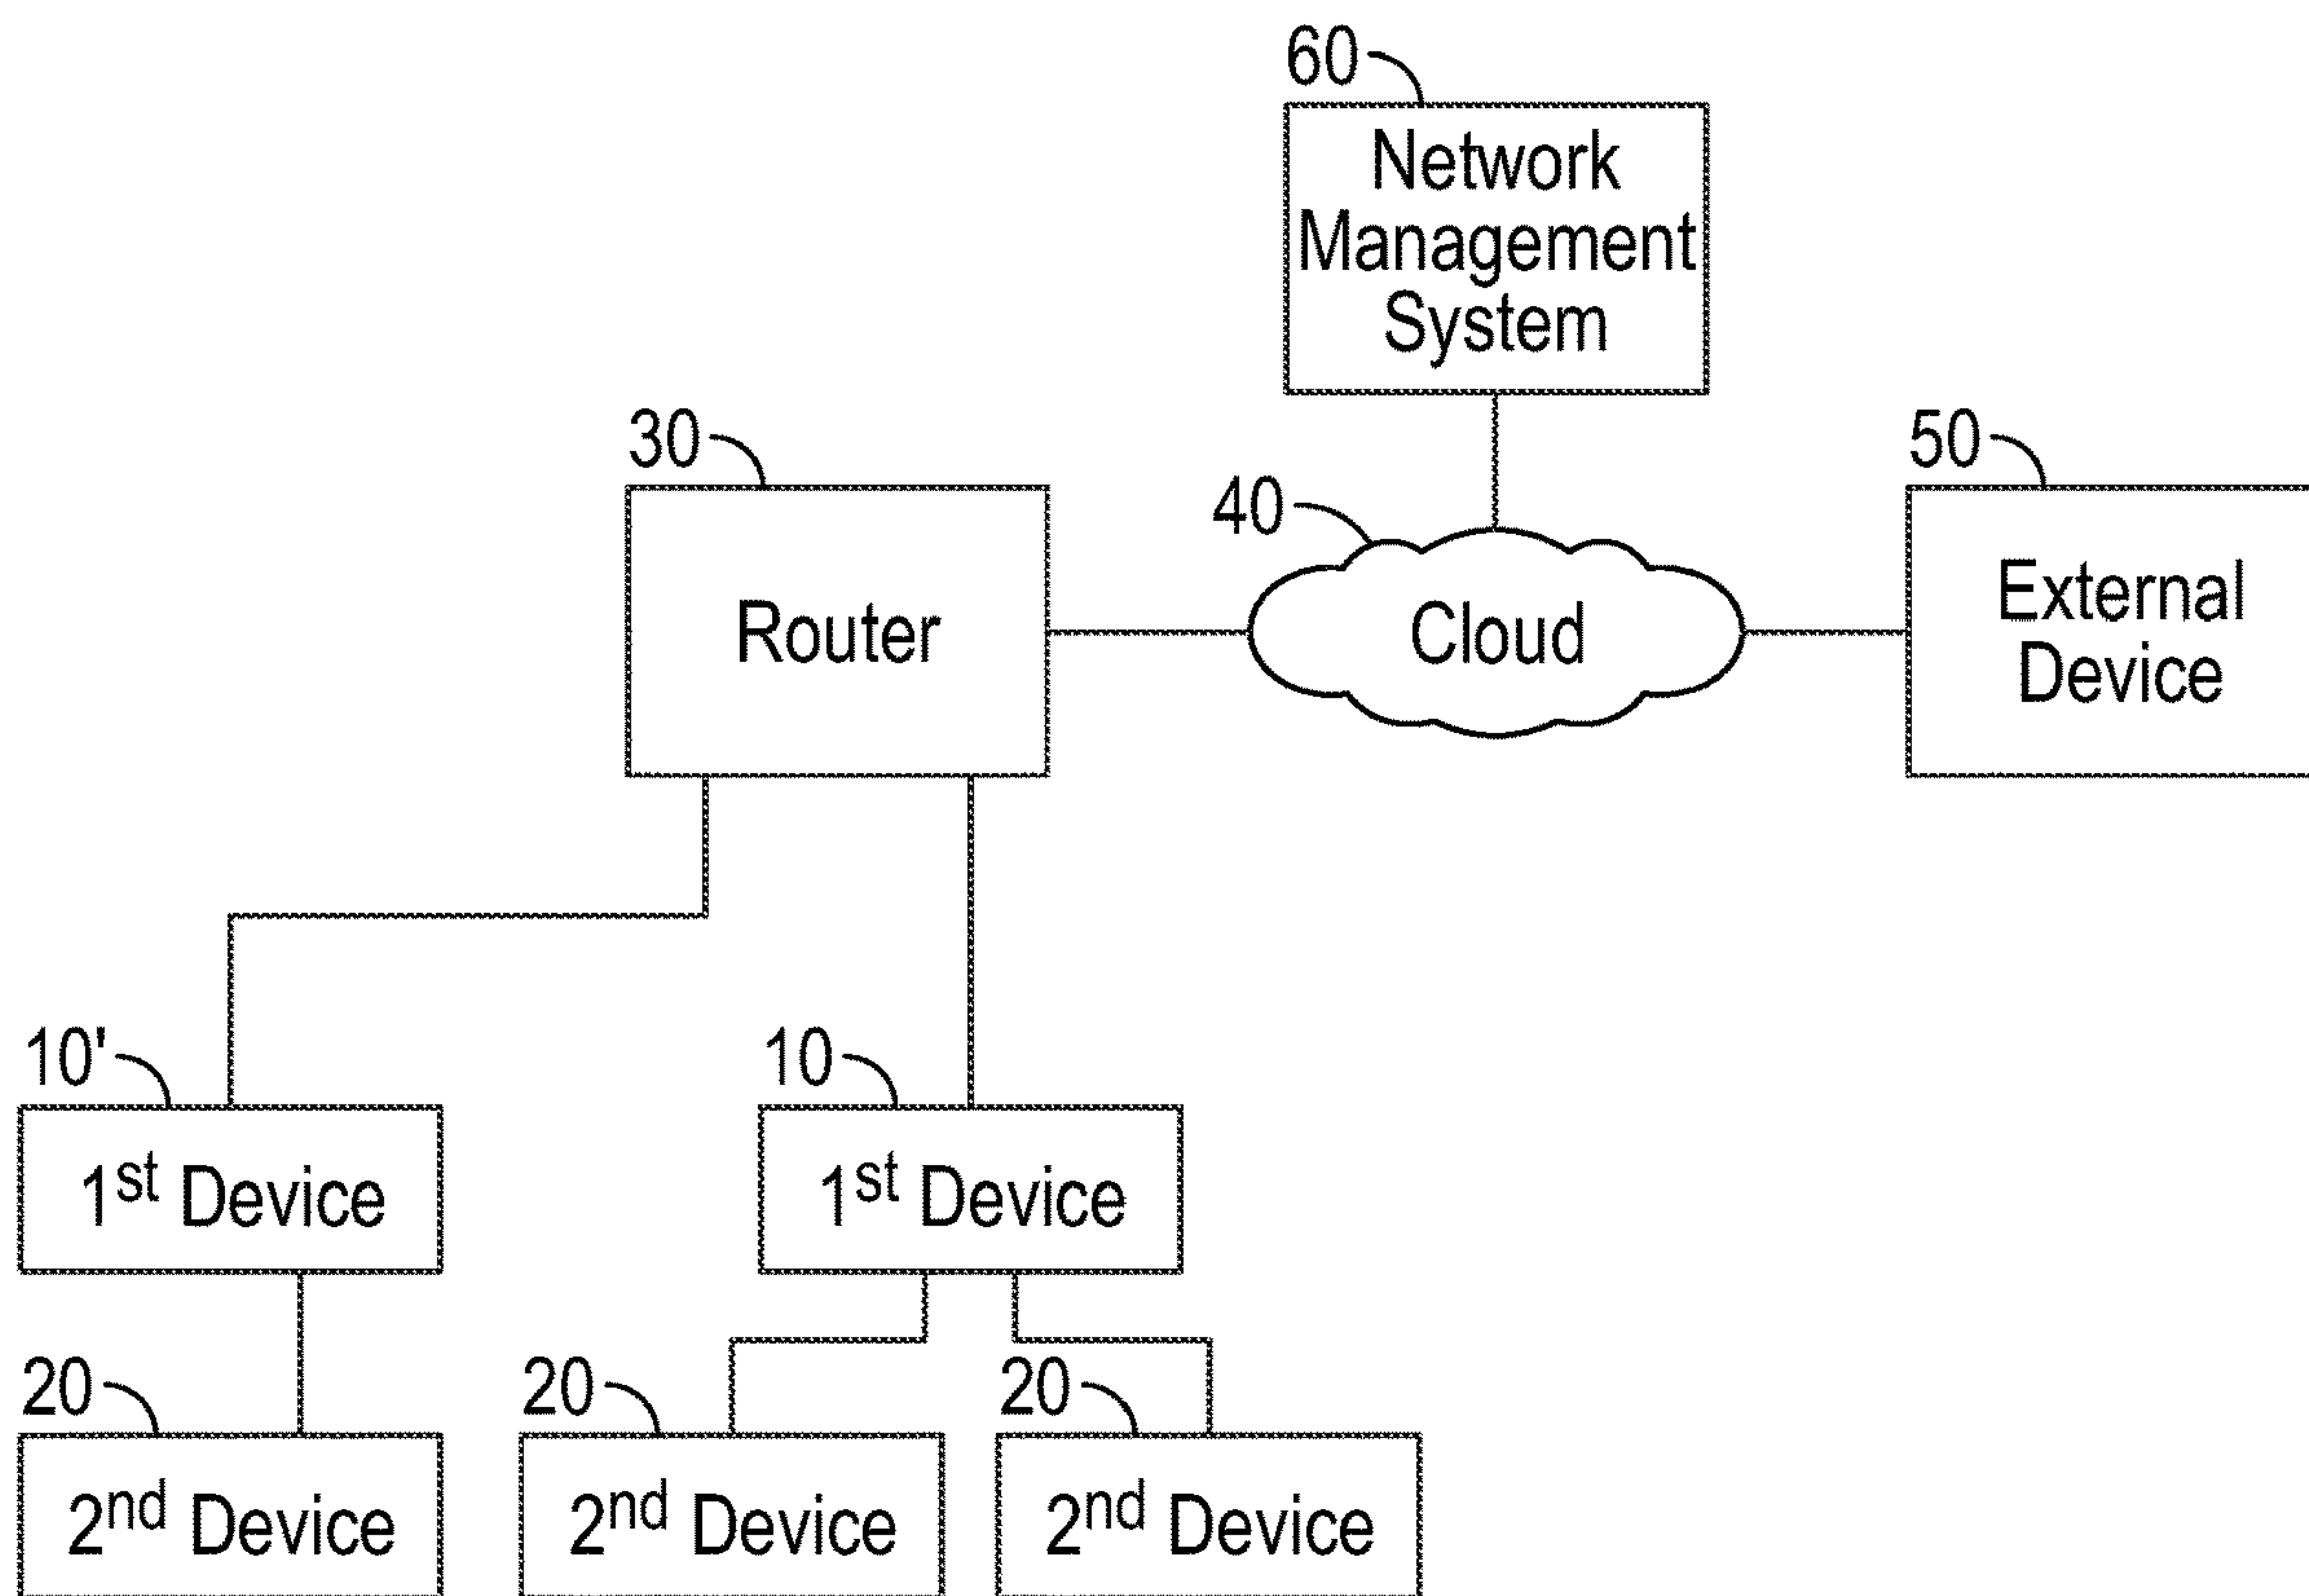 60
Network
Management
System
30
50
40
Router
Cloud
External
Device
10'
10
1st Device
1st Device
20
20
20
2nd Device
2nd Device
2nd Device